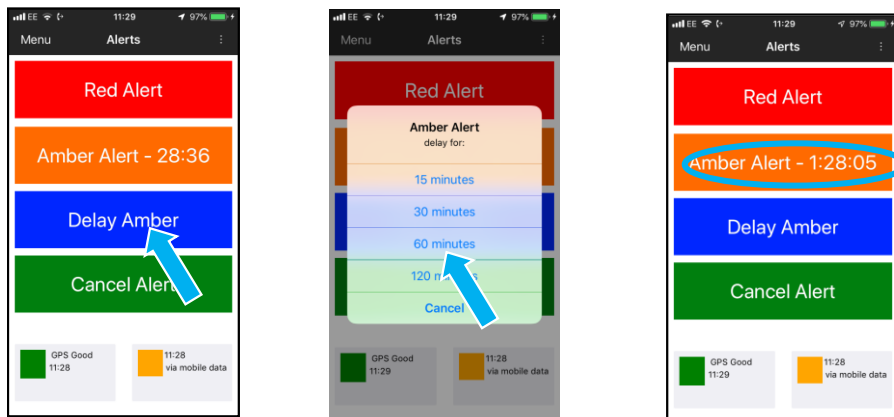 EE 11:29 97%
Menu Alerts
Red Alert
Amber Alert - 28:36
Delay Amber
Cancel Alert
GPS Good
11:28
11:28
via mobile data
EE 11:29 97%
Menu Alerts
Red Alert
Amber Alert
delay for:
15 minutes
30 minutes
60 minutes
120
Cancel
GPS Good
11:29
11:28
via mobile data
EE 11:29 97%
Menu Alerts
Red Alert
Amber Alert - 1:28:05
Delay Amber
Cancel Alert
GPS Good
11:29
11:28
via mobile data